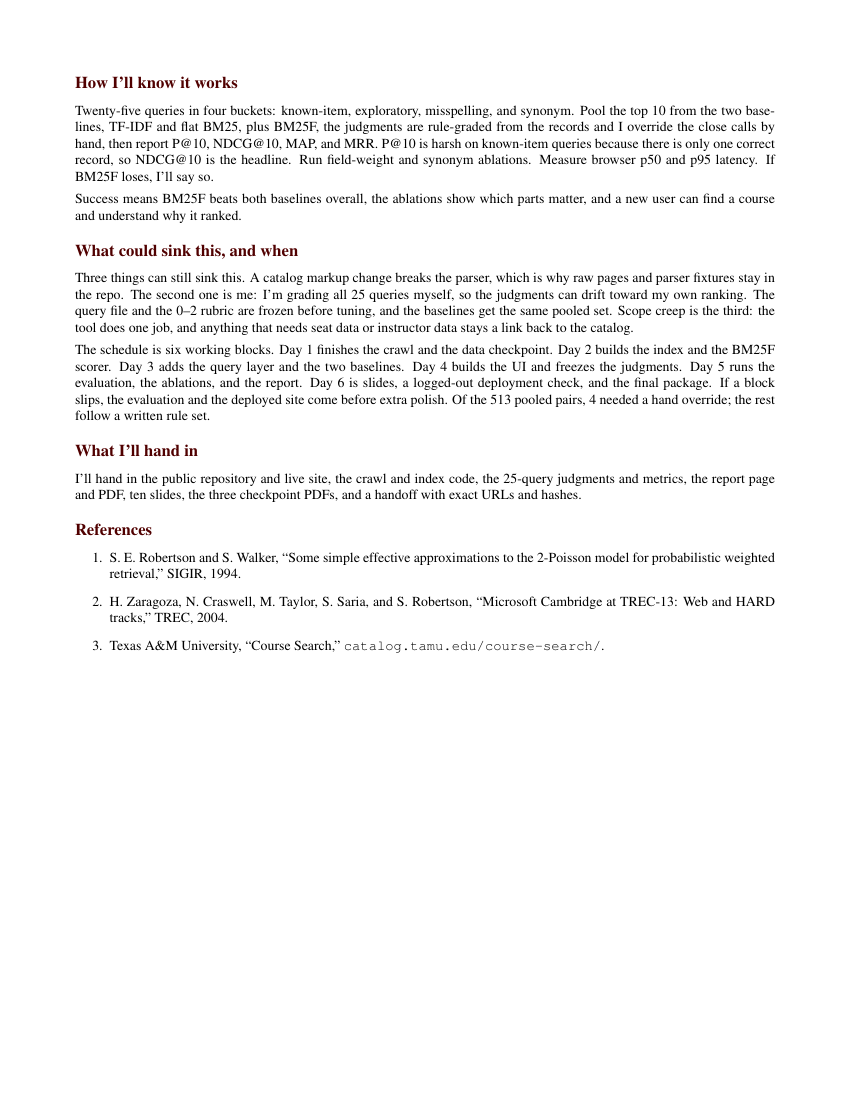 How I’ll know it works
Twenty-five queries in four buckets: known-item, exploratory, misspelling, and synonym. Pool the top 10 from the two base-
lines, TF-IDF and flat BM25, plus BM25F, the judgments are rule-graded from the records and I override the close calls by
hand, then report P@10, NDCG@10, MAP, and MRR. P@10 is harsh on known-item queries because there is only one correct
record, so NDCG@10 is the headline. Run field-weight and synonym ablations. Measure browser p50 and p95 latency. If
BM25F loses, I’ll say so.
Success means BM25F beats both baselines overall, the ablations show which parts matter, and a new user can find a course
and understand why it ranked.
What could sink this, and when
Three things can still sink this. A catalog markup change breaks the parser, which is why raw pages and parser fixtures stay in
the repo. The second one is me: I’m grading all 25 queries myself, so the judgments can drift toward my own ranking. The
query file and the 0–2 rubric are frozen before tuning, and the baselines get the same pooled set. Scope creep is the third: the
tool does one job, and anything that needs seat data or instructor data stays a link back to the catalog.
The schedule is six working blocks. Day 1 finishes the crawl and the data checkpoint. Day 2 builds the index and the BM25F
scorer. Day 3 adds the query layer and the two baselines. Day 4 builds the UI and freezes the judgments. Day 5 runs the
evaluation, the ablations, and the report. Day 6 is slides, a logged-out deployment check, and the final package. If a block
slips, the evaluation and the deployed site come before extra polish. Of the 513 pooled pairs, 4 needed a hand override; the rest
follow a written rule set.
What I’ll hand in
I’ll hand in the public repository and live site, the crawl and index code, the 25-query judgments and metrics, the report page
and PDF, ten slides, the three checkpoint PDFs, and a handoff with exact URLs and hashes.
References
1. S. E. Robertson and S. Walker, “Some simple effective approximations to the 2-Poisson model for probabilistic weighted
retrieval,” SIGIR, 1994.
2. H. Zaragoza, N. Craswell, M. Taylor, S. Saria, and S. Robertson, “Microsoft Cambridge at TREC-13: Web and HARD
tracks,” TREC, 2004.
3. Texas A&M University, “Course Search,” catalog.tamu.edu/course-search/.